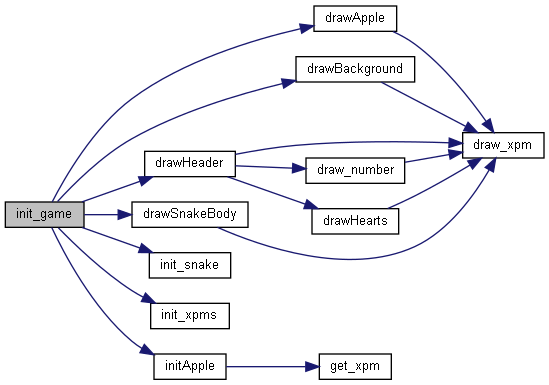 drawApple
drawBackground
draw_xpm
drawHeader
draw_number
init_game
drawSnakeBody
drawHearts
init_snake
init_xpms
initApple
get_xpm